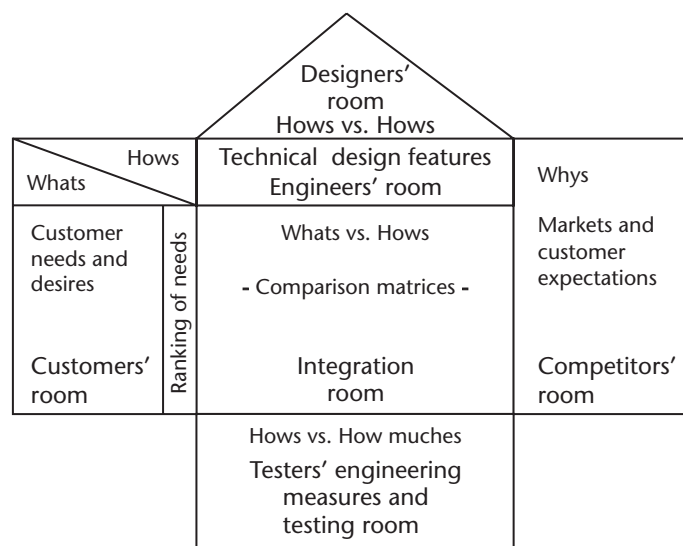 Designers’
room
Hows vs. Hows
Hows
Whats
Technical design features
Engineers’ room
Whys
Customer
needs and
desires
Customers’
room
Ranking of needs
Whats vs. Hows
- Comparison matrices -
Integration
room
Markets and
customer
expectations
Competitors’
room
Hows vs. How muches
Testers’ engineering
measures and
testing room